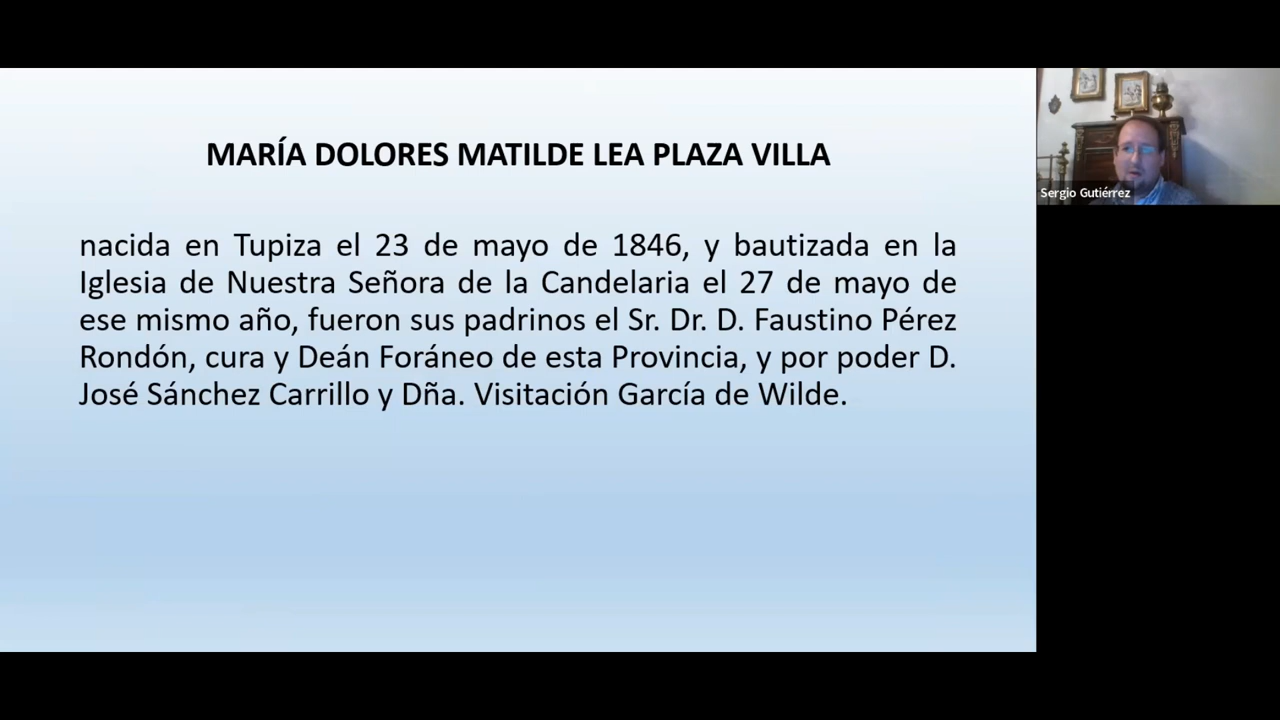 MARÍA DOLORES MATILDE LEA PLAZA VILLA
nacida en Tupiza el 23 de mayo de 1846, y bautizada en la
Iglesia de Nuestra Señora de la Candelaria el 27 de mayo de
ese mismo año, fueron sus padrinos el Sr. Dr. D. Faustino Pérez
Rondón, cura y Deán Foráneo de esta Provincia, y por poder D.
José Sánchez Carrillo y Dña. Visitación García de Wilde.
Sergio Gutiérrez